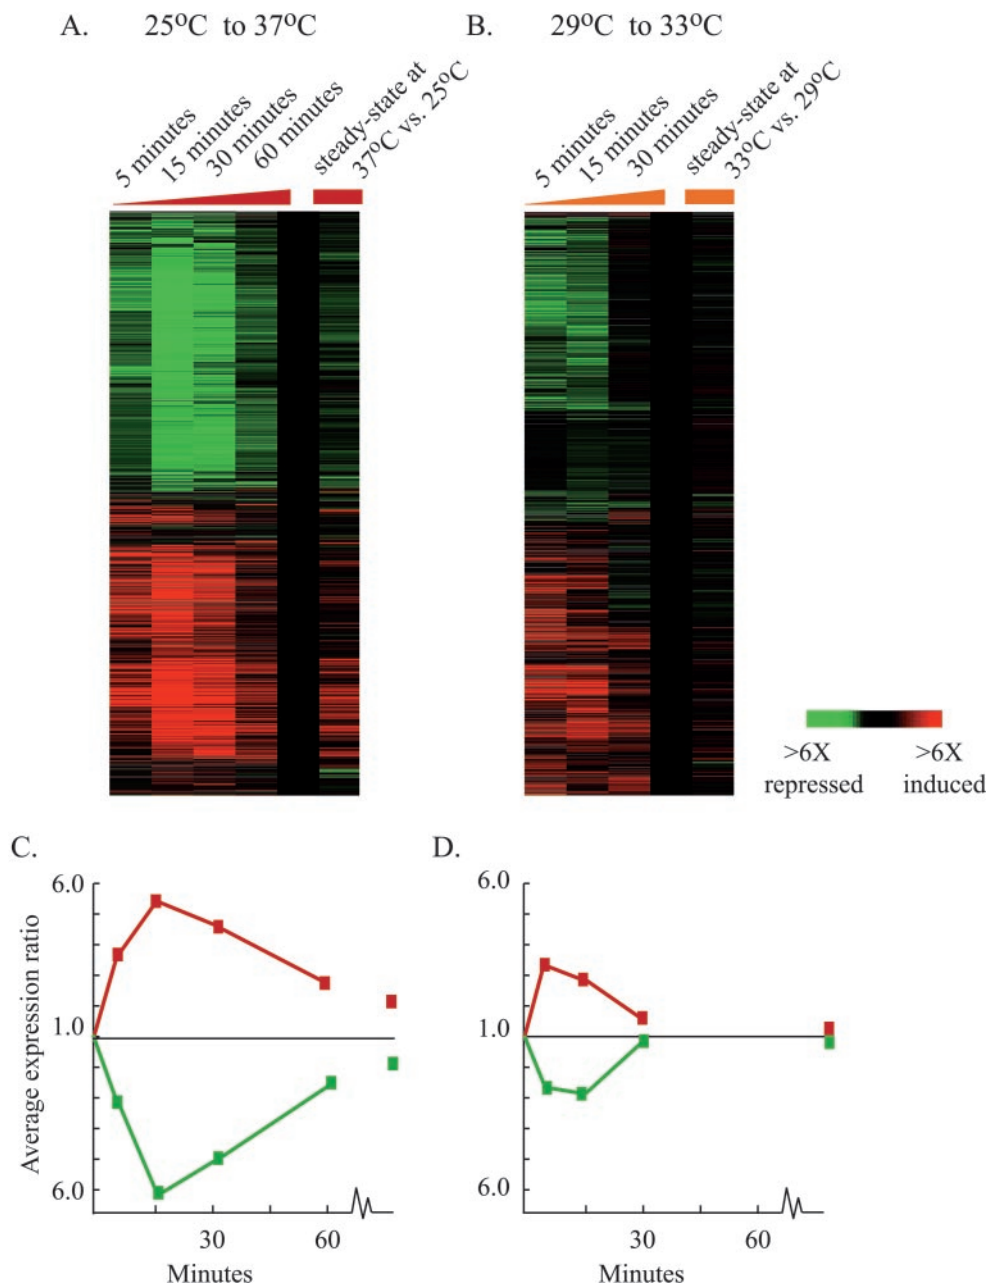 A.
25°C to 37°C
5 minutes
15 minutes
30 minutes
60 minutes
steady-state at
37°C vs. 25°C
B.
29°C to 33°C
5 minutes
15 minutes
30 minutes
steady-state at
33°C vs. 29°C
>6X
repressed
>6X
induced
C.
6.0
1.0
6.0
Average expression ratio
30
60
Minutes
D.
6.0
1.0
6.0
30
60
Minutes